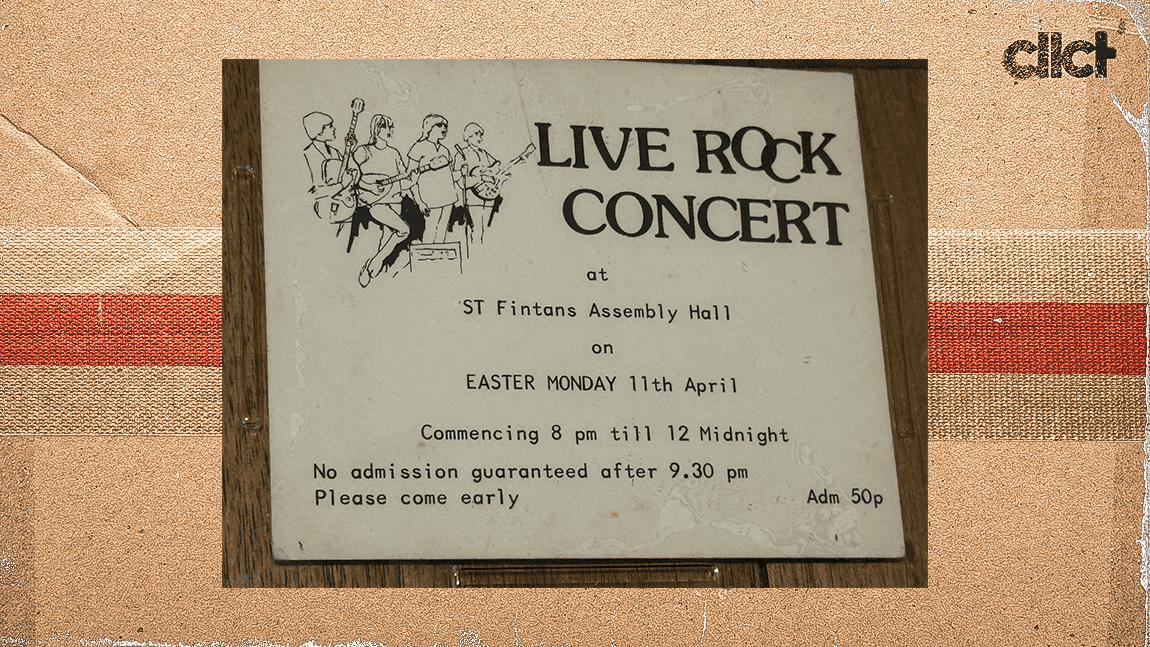 cllct
LIVE ROCK
CONCERT
at
ST Fintans Assembly Hall
on
EASTER MONDAY 11th April
Commencing 8 pm till 12 Midnight
No admission guaranteed after 9.30 pm
Please come early
Adm 50p